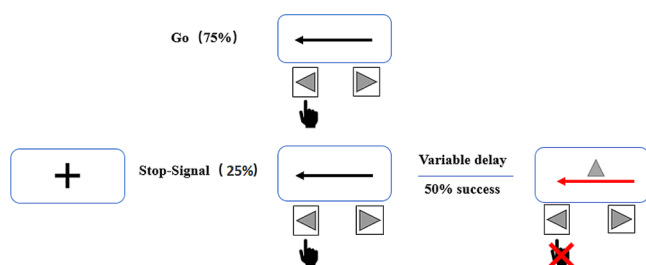 Go（75%）
Stop-Signal（25%）
Variable delay
50% success